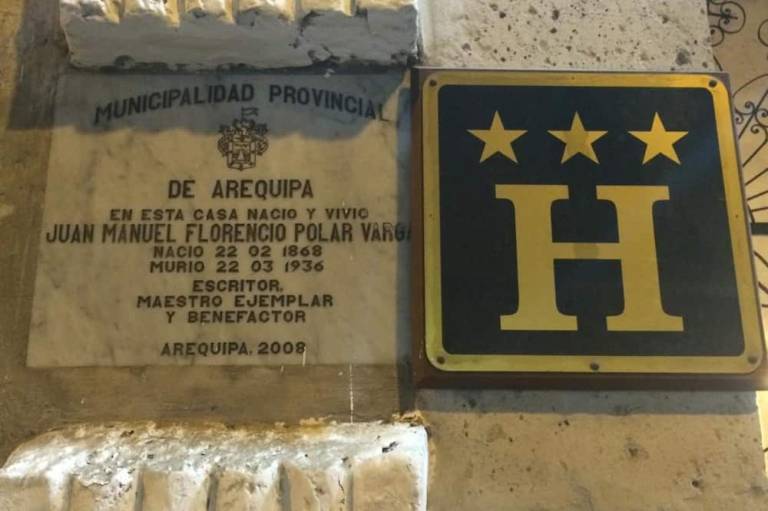 MUNICIPALIDAD PROVINCIAL
DE AREQUIPA
EN ESTA CASA NACIO Y VIVIO
JUAN MANUEL FLORENCIO POLAR
NACIO 22 02 1868
MURIO 22 03 1936
ESCRITOR,
MAESTRO EJEMPLAR
Y BENEFACTOR
AREQUIPA, 2008
H